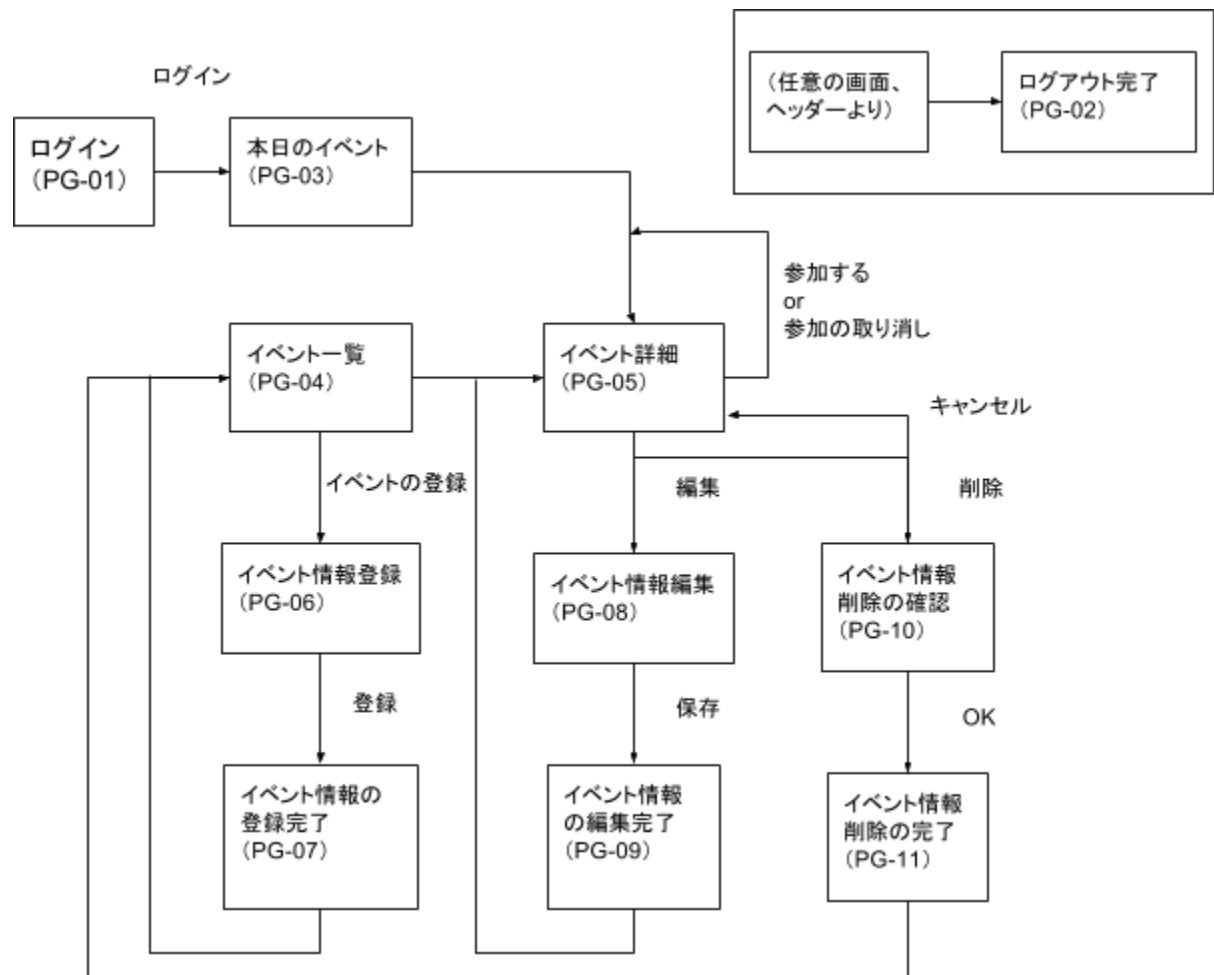 ログイン
(任意の画面、
ヘッダーより)
ログアウト完了
(PG-02)
ログイン
(PG-01)
本日のイベント
(PG-03)
参加する
or
参加の取り消し
イベント一覧
(PG-04)
イベント詳細
(PG-05)
キャンセル
イベントの登録
編集
削除
イベント情報登録
(PG-06)
イベント情報編集
(PG-08)
イベント情報
削除の確認
(PG-10)
登録
保存
OK
イベント情報の
登録完了
(PG-07)
イベント情報
の編集完了
(PG-09)
イベント情報
削除の完了
(PG-11)